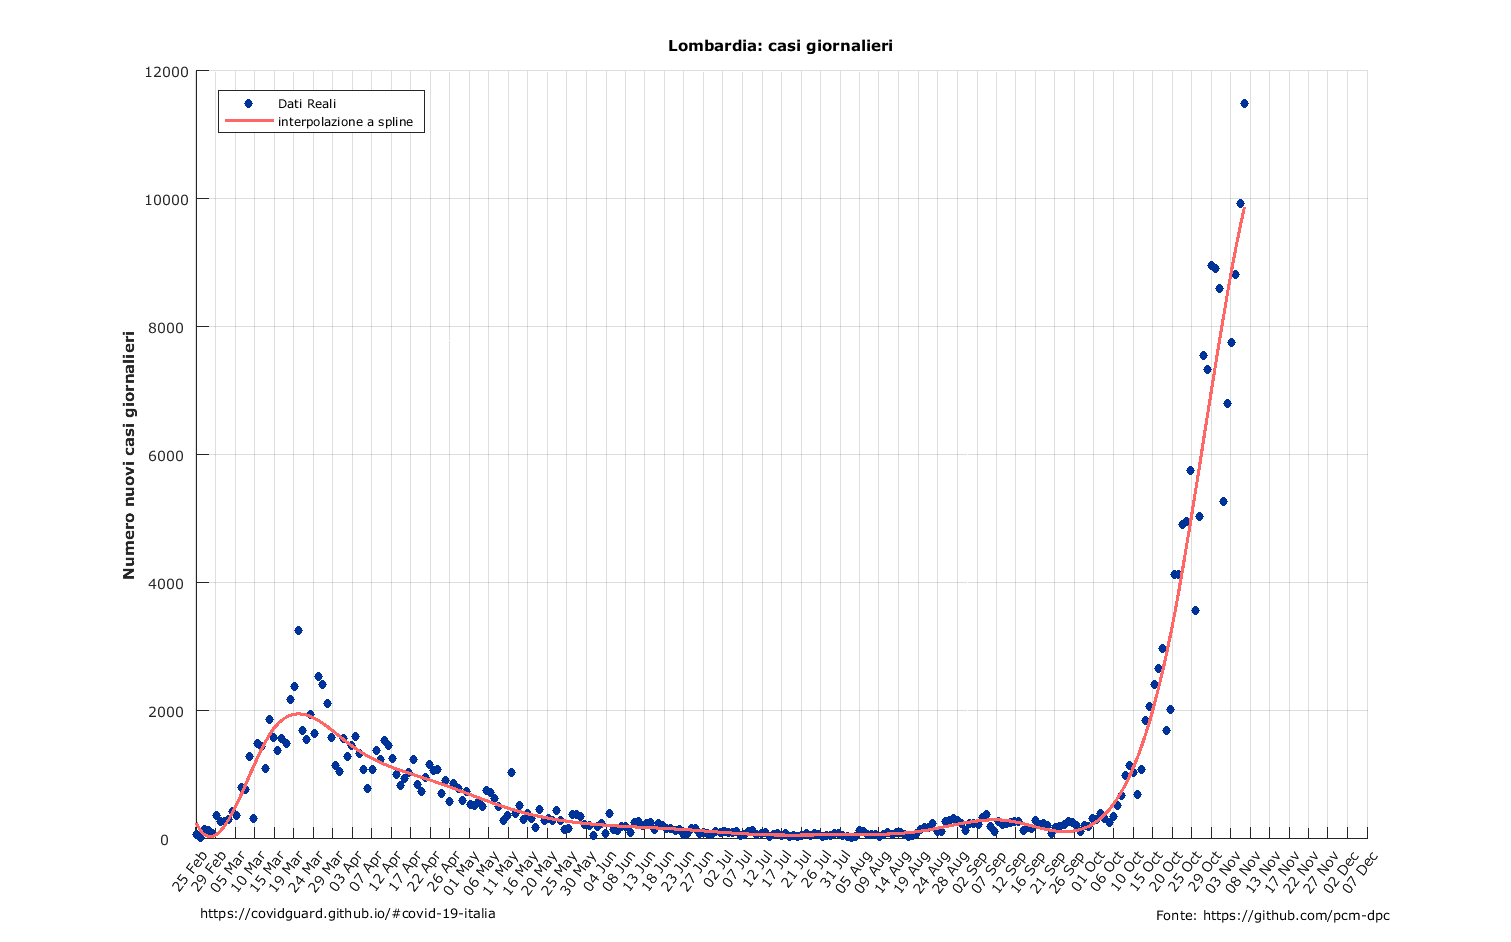 Lombardia: casi giornalieri
12000
10000
8000
6000
4000
2000
0
Numero nuovi casi giornalieri
Dati Reali
interpolazione a spline
25 Feb
29 Feb
05 Mar
10 Mar
15 Mar
19 Mar
24 Mar
29 Mar
03 Apr
07 Apr
12 Apr
17 Apr
22 Apr
26 Apr
01 May
06 May
11 May
16 May
20 May
25 May
30 May
04 Jun
08 Jun
13 Jun
18 Jun
23 Jun
27 Jun
02 Jul
07 Jul
12 Jul
17 Jul
21 Jul
26 Jul
31 Jul
05 Aug
09 Aug
14 Aug
19 Aug
24 Aug
28 Aug
02 Sep
07 Sep
12 Sep
16 Sep
21 Sep
26 Sep
01 Oct
06 Oct
10 Oct
15 Oct
20 Oct
25 Oct
29 Oct
03 Nov
08 Nov
13 Nov
17 Nov
22 Nov
27 Nov
02 Dec
07 Dec
https://covidguard.github.io/#covid-19-italia
Fonte: https://github.com/pcm-dpc